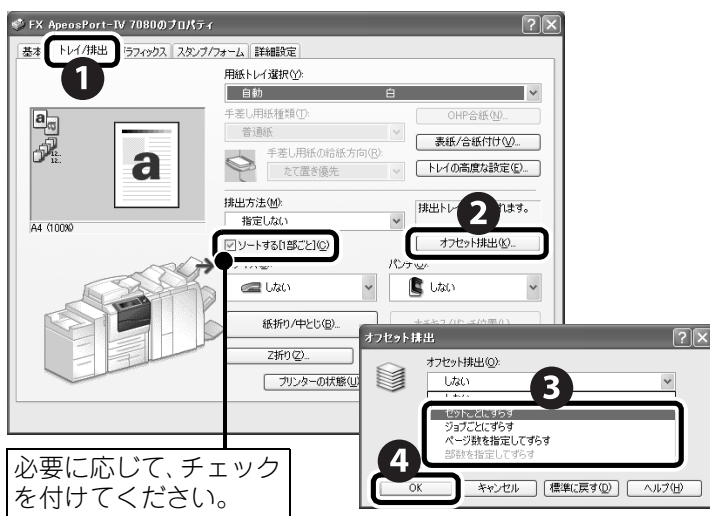 FX ApeosPort-IV 7080のプロパティ
基本
トレイ/排出
ラフィックス
スタンプ/フォーム
詳細設定
1
用紙トレイ選択(Y):
自動 白
手差し用紙種類(T):
普通紙
手差し用紙の給紙方向(R):
たて置き優先
OHP合紙(N)...
表紙/合紙付け(V)...
トレイの高度な設定(E)...
a
12..
12..
a
A4 (100%)
排出方法(M):
指定しない
排出トレ
れます。
2
ソートする[1部ごと](C)
オフセット排出(K)...
しない
パンチ
しない
紙折り/中とじ(B)...
Z折り(Z)...
プリンターの状態(U)
オフセット排出
オフセット排出(O):
しない
3
セットごとにずらす
ジョブごとにずらす
ページ数を指定してずらす
部数を指定してずらす
4
OK
キャンセル
標準に戻す(D)
ヘルプ(H)
必要に応じて、チェック
を付けてください。